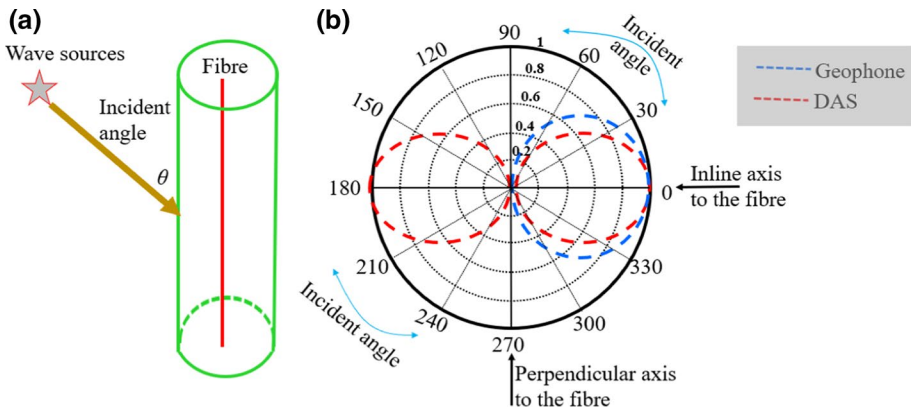 (a)
Wave sources
Fibre
Incident
angle
θ
(b)
90
120
60
150
30
180
0
210
330
240
300
270
1
0.8
0.6
0.4
0.2
Incident
angle
Incident angle
Inline axis
to the fibre
Perpendicular axis
to the fibre
Geophone
DAS